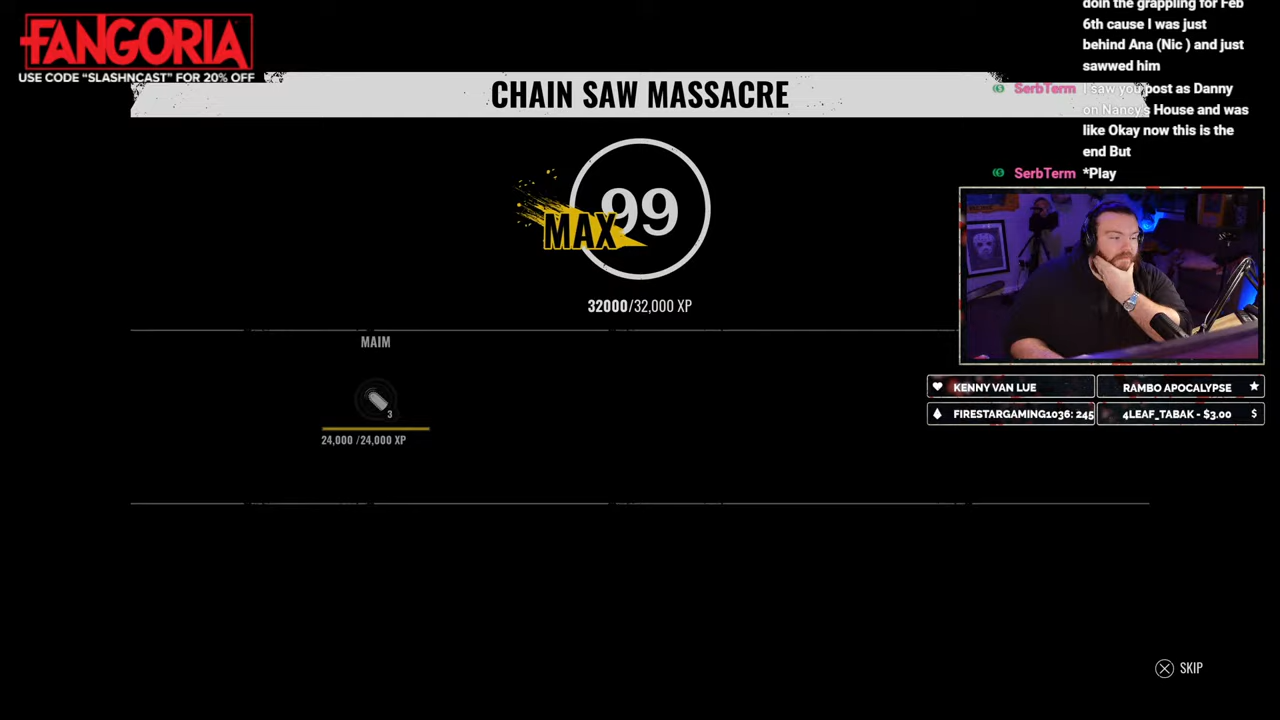 FANGORIA
USE CODE "SLASHNCAST" FOR 20% OFF
CHAIN SAW MASSACRE
99
MAX
32000/32,000 XP
MAIM
3
24,000 /24,000 XP
doin the grappling for Feb
6th cause I was just
behind Ana (Nic ) and just
sawwed him
SerbTerm I saw you post as Danny
on Nancy's House and was
like Okay now this is the
end But
SerbTerm *Play
KENNY VAN LUE
RAMBO APOCALYPSE
FIRESTARGAMING1036: 245
4LEAF_TABAK - $3.00 $
SKIP